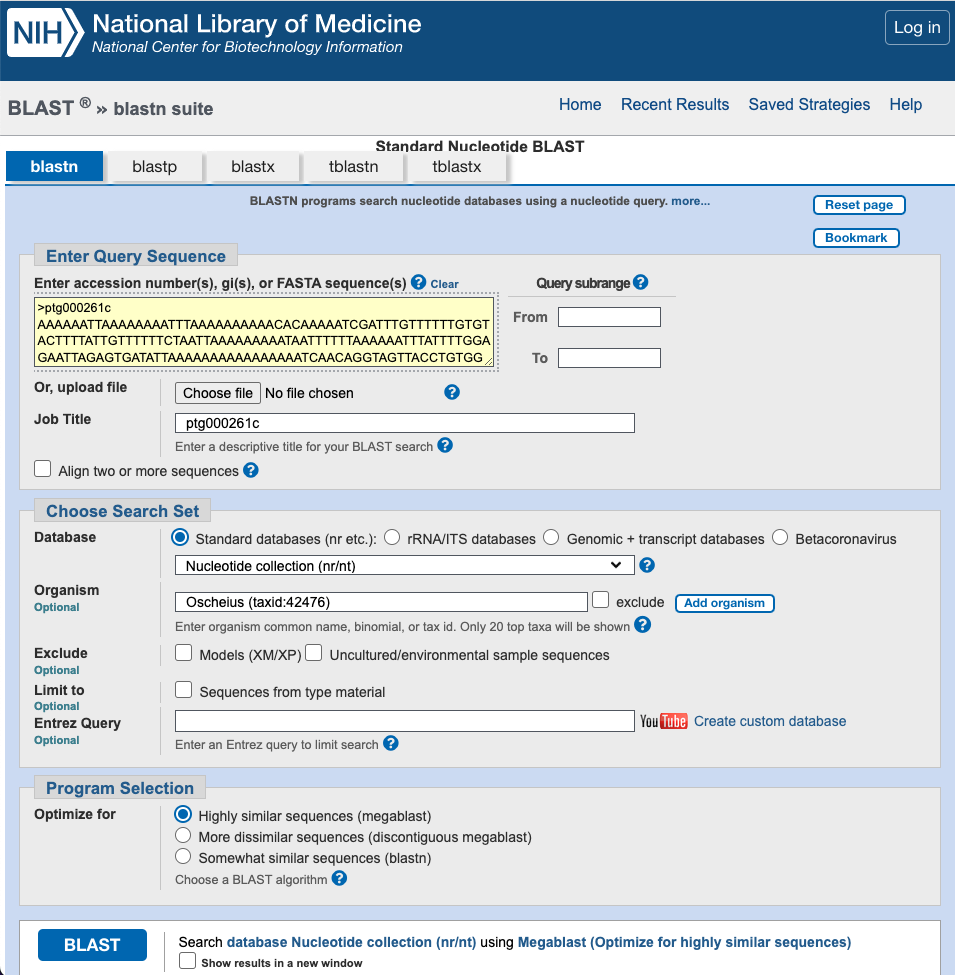 NIH National Library of Medicine
National Center for Biotechnology Information
Log in
BLAST ® » blastn suite
Home Recent Results Saved Strategies Help
Standard Nucleotide BLAST
blastn blastp blastx tblastn tblastx
BLASTN programs search nucleotide databases using a nucleotide query. more...
Reset page
Bookmark
Enter Query Sequence
Enter accession number(s), gi(s), or FASTA sequence(s) ? Clear
Query subrange ?
>ptg000261c
AAAAAATTAAAAAAAATTTAAAAAAAAAACACAAAAATCGATTTGTTTTTTGTGT
ACTTTTATTGTTTTTTCTAATTAAAAAAAAATAATTTTTTAAAAAATTTATTTTGGA
GAATTAGAGTGATATTAAAAAAAAAAAAAAAATCAACAGGTAGTTACCTGTGG
From
To
Or, upload file
Choose file No file chosen ?
Job Title
ptg000261c
Enter a descriptive title for your BLAST search ?
Align two or more sequences ?
Choose Search Set
Database
Standard databases (nr etc.): rRNA/ITS databases Genomic + transcript databases Betacoronavirus
Nucleotide collection (nr/nt) ?
Organism
Optional
Oscheius (taxid:42476) exclude Add organism
Enter organism common name, binomial, or tax id. Only 20 top taxa will be shown ?
Exclude
Optional
Models (XM/XP) Uncultured/environmental sample sequences
Limit to
Optional
Sequences from type material
Entrez Query
Optional
YouTube Create custom database
Enter an Entrez query to limit search ?
Program Selection
Optimize for
Highly similar sequences (megablast)
More dissimilar sequences (discontiguous megablast)
Somewhat similar sequences (blastn)
Choose a BLAST algorithm ?
BLAST
Search database Nucleotide collection (nr/nt) using Megablast (Optimize for highly similar sequences)
Show results in a new window